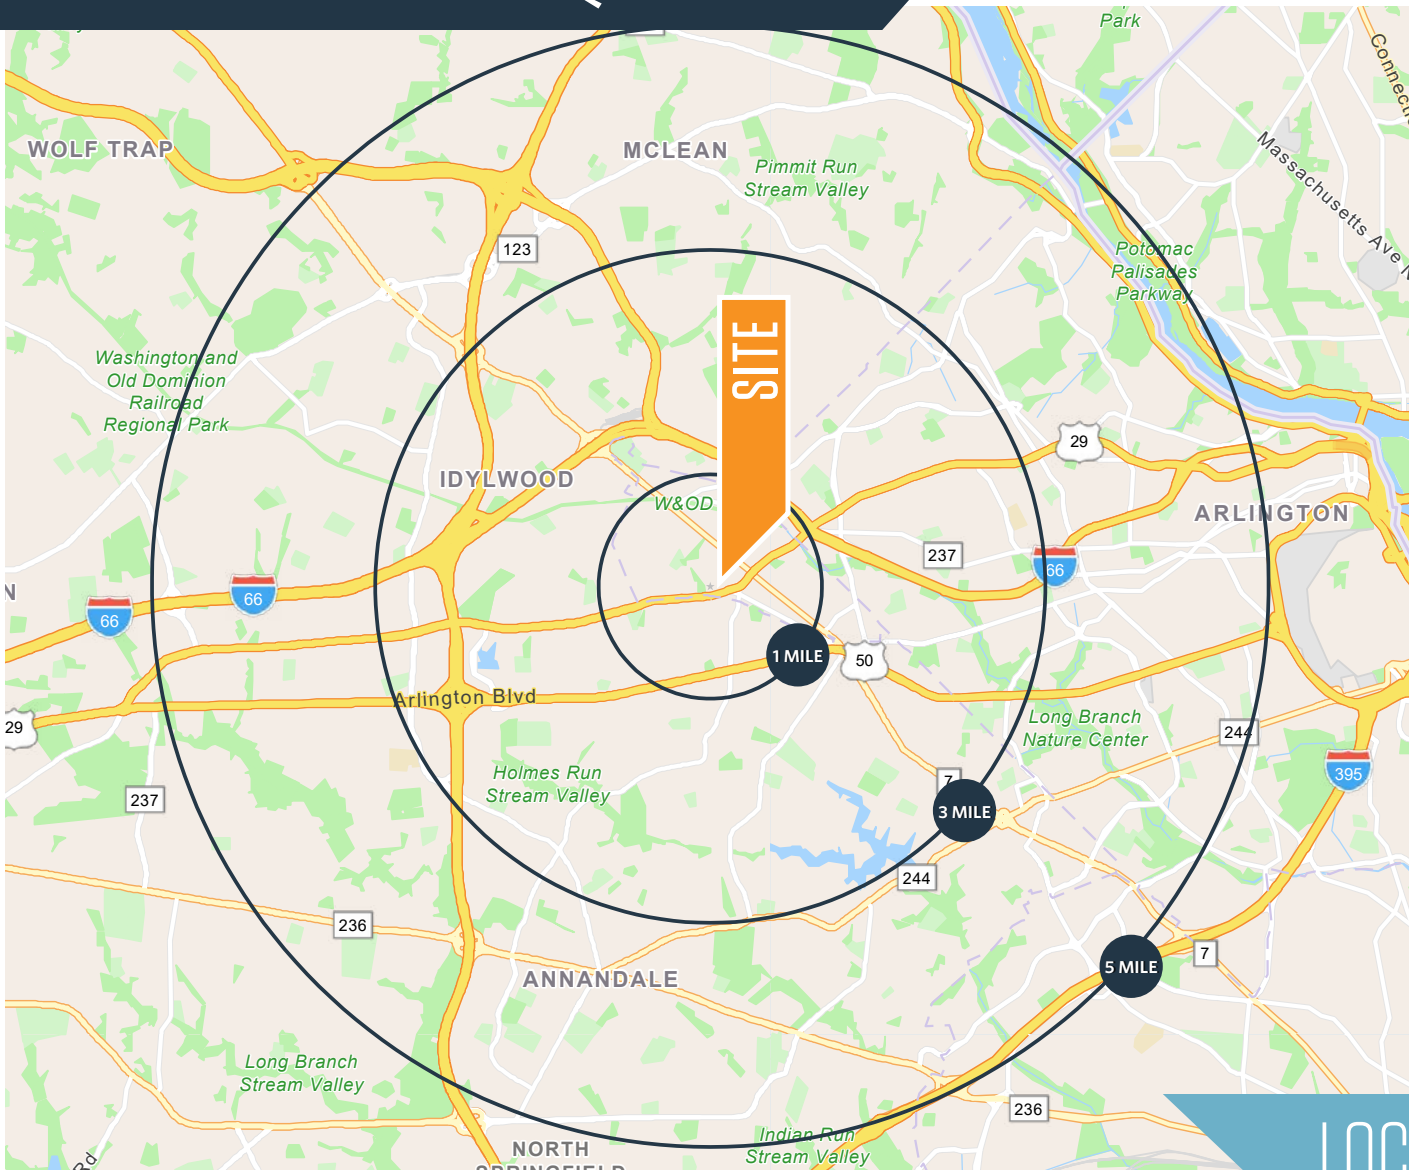 Park
WOLF TRAP
MCLEAN
Pimmit Run
Stream Valley
Massachusetts Ave N
123
Potomac
Palisades
Parkway
SITE
Washington and
Old Dominion
Railroad
Regional Park
29
IDYLWOOD
W&OD
ARLINGTON
237
66
66
66
N
1 MILE
50
Arlington Blvd
29
Long Branch
Nature Center
244
Holmes Run
Stream Valley
7
395
237
3 MILE
244
236
7
5 MILE
ANNANDALE
Long Branch
Stream Valley
236
Indian Run
Stream Valley
NORTH
SPRINGFIELD
Rd
LOC